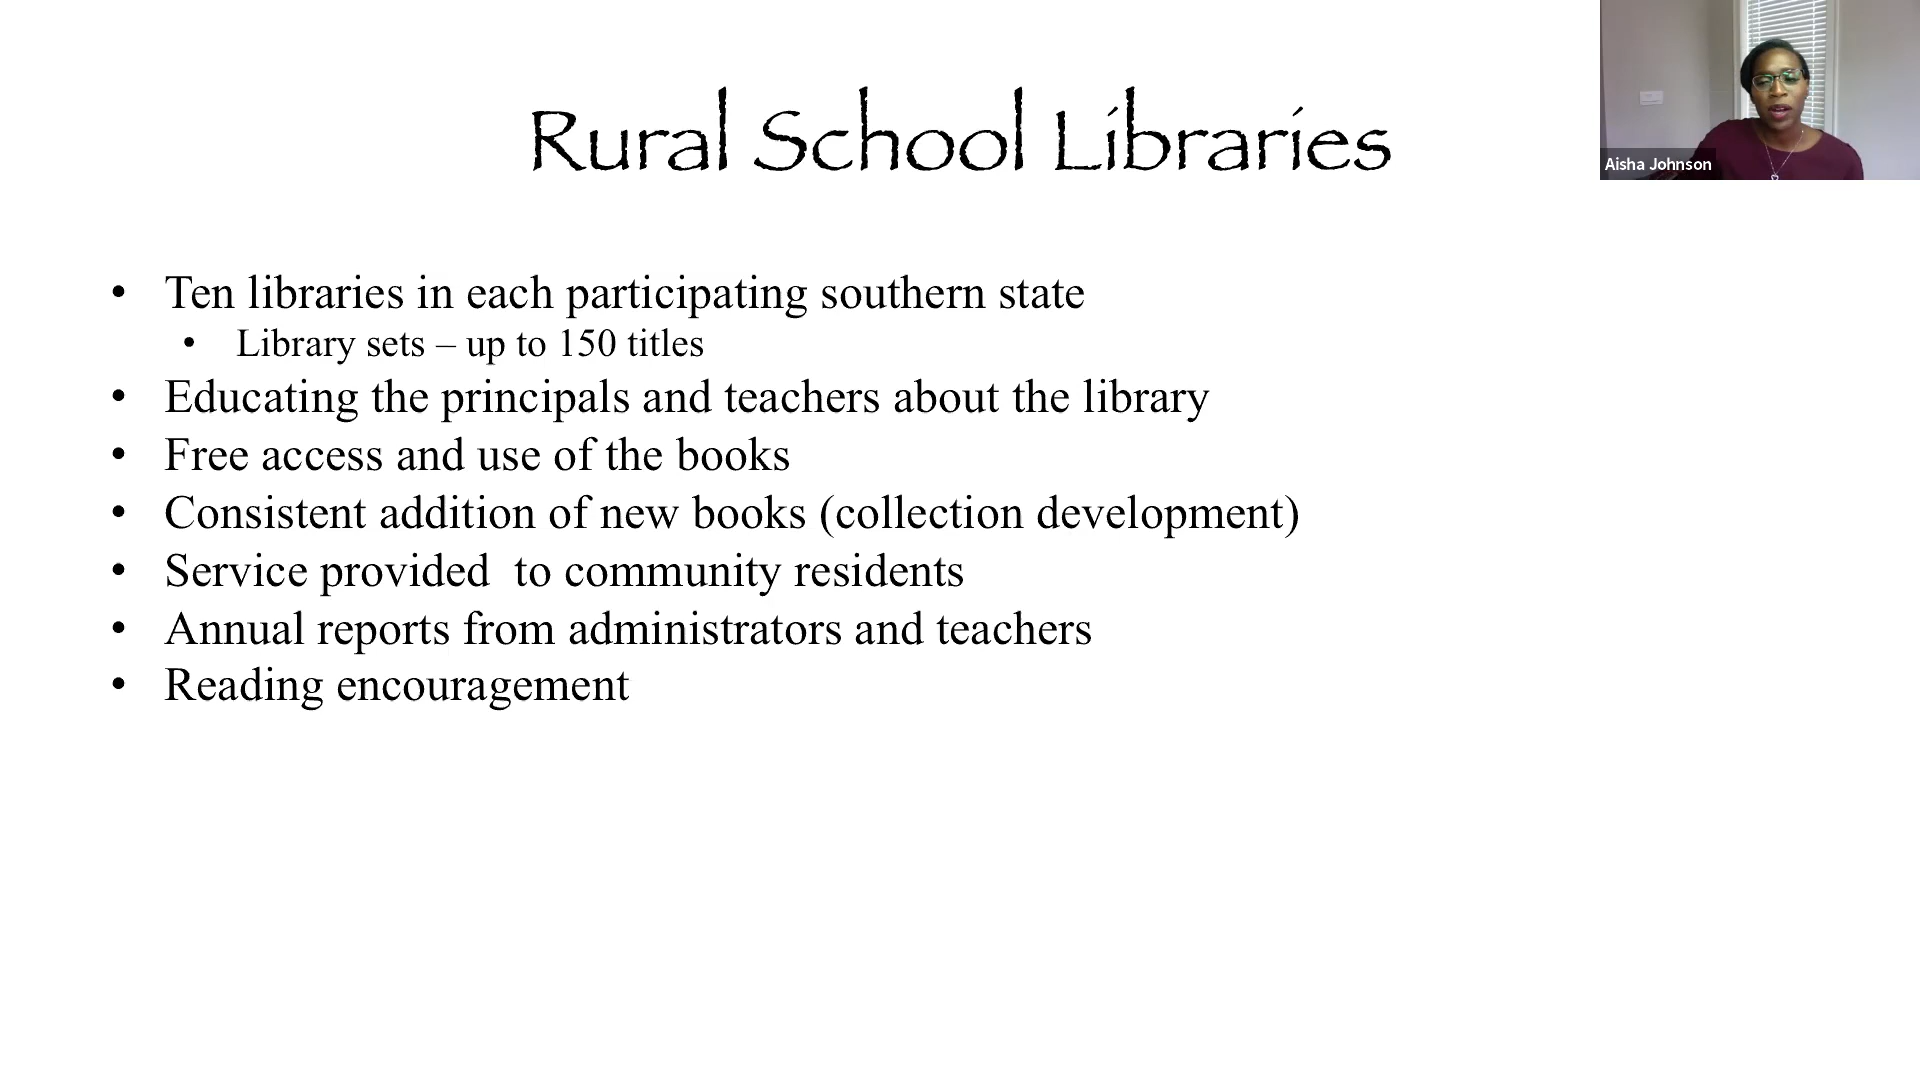 Rural School Libraries
Aisha Johnson
• Ten libraries in each participating southern state
• Library sets – up to 150 titles
• Educating the principals and teachers about the library
• Free access and use of the books
• Consistent addition of new books (collection development)
• Service provided  to community residents
• Annual reports from administrators and teachers
• Reading encouragement